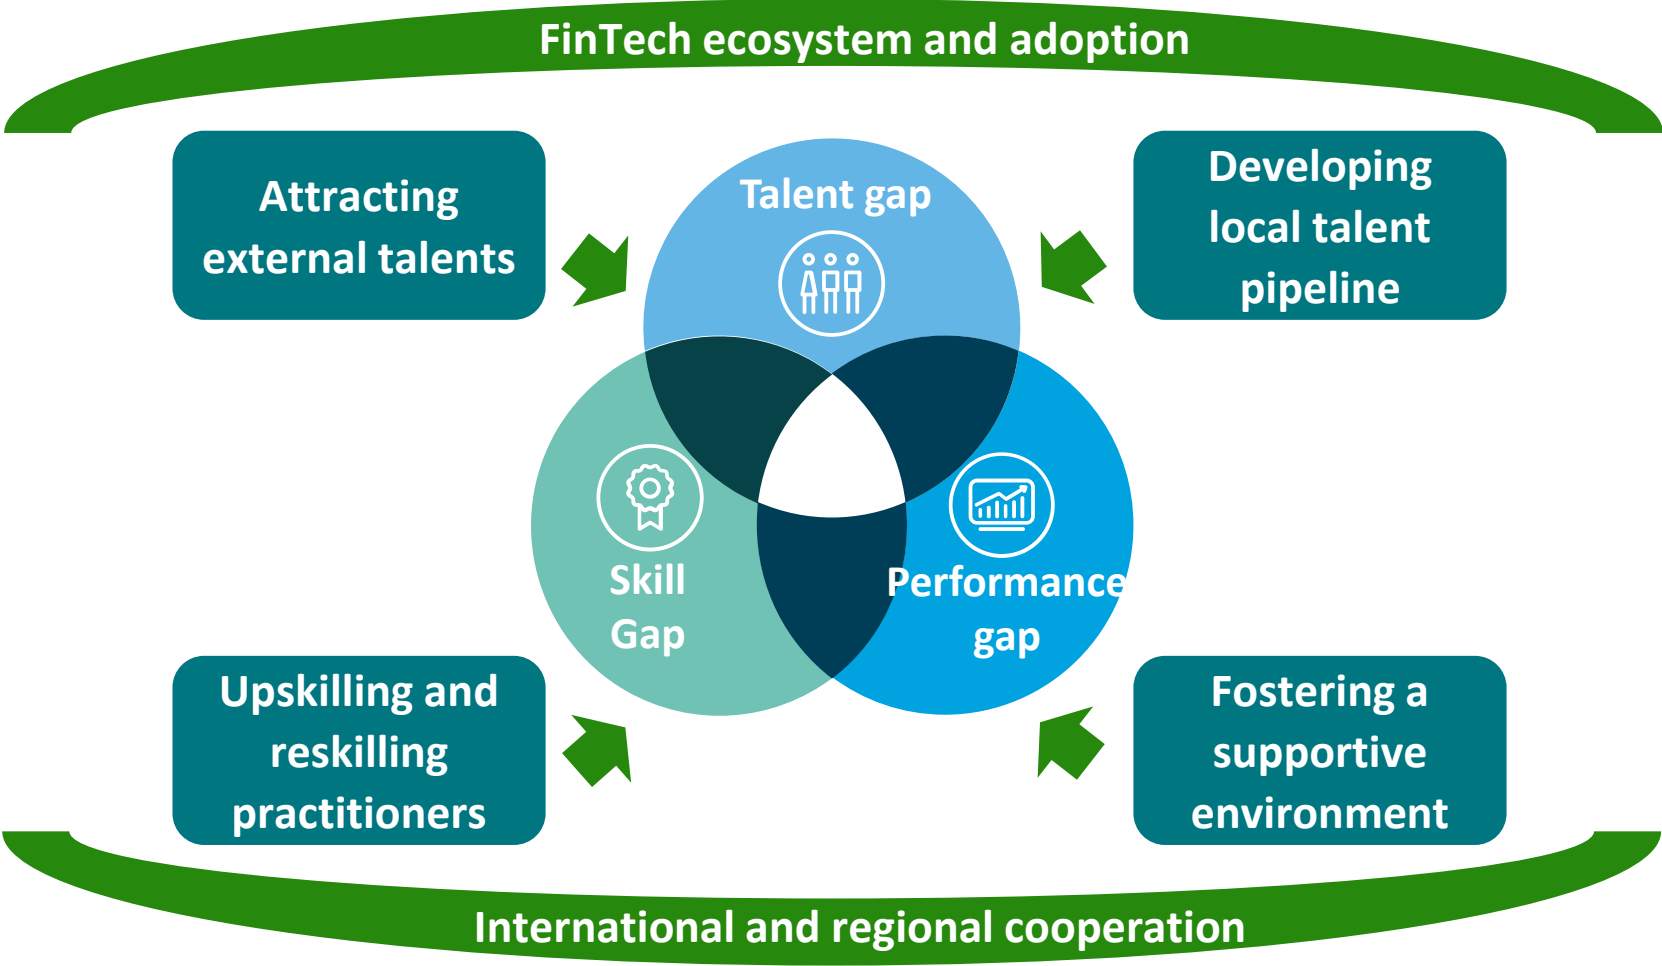 FinTech ecosystem and adoption
Attracting
external talents
Talent gap
Developing
local talent
pipeline
Skill
Gap
Performance
gap
Upskilling and
reskilling
practitioners
Fostering a
supportive
environment
International and regional cooperation